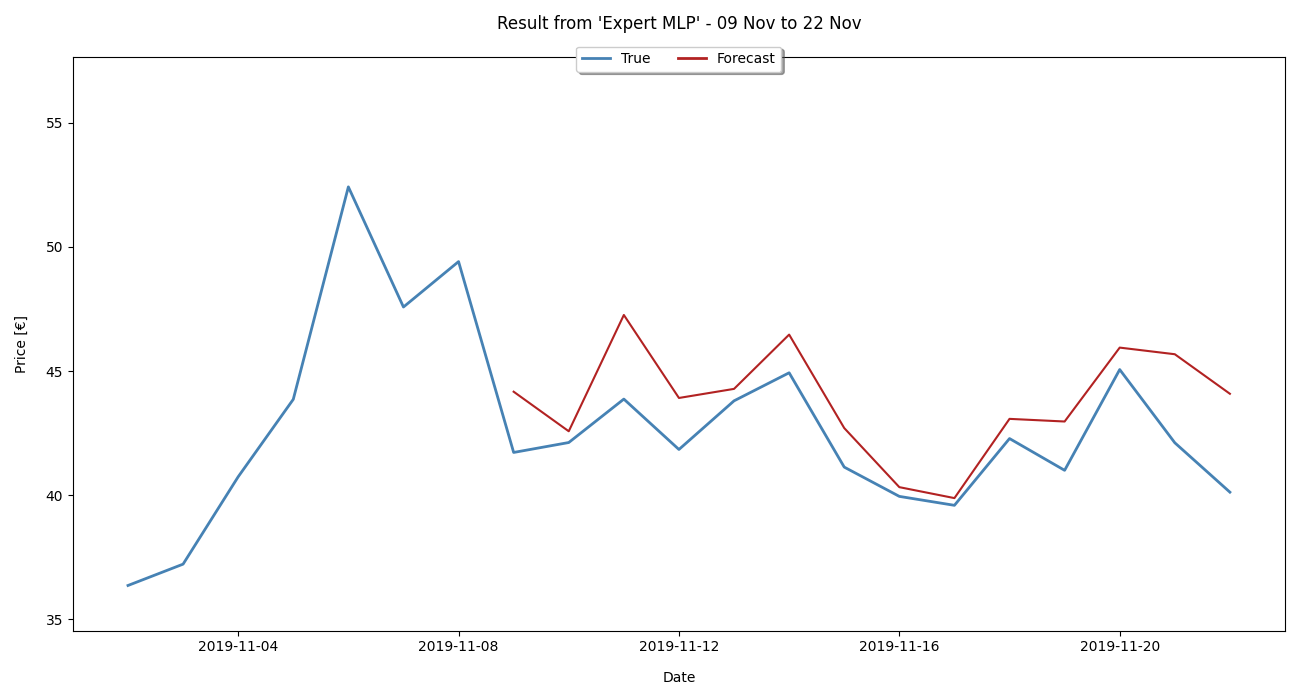 Result from 'Expert MLP' - 09 Nov to 22 Nov
True Forecast
55
50
45
40
35
Price [€]
2019-11-04 2019-11-08 2019-11-12 2019-11-16 2019-11-20
Date